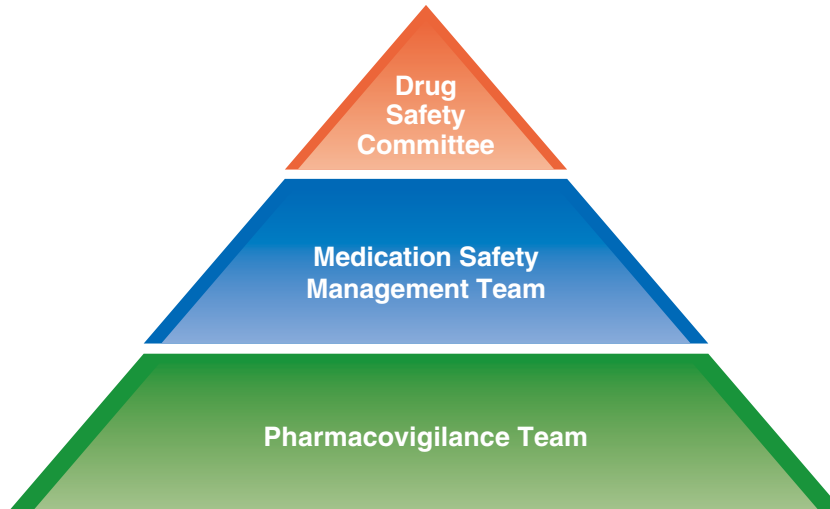 Drug
Safety
Committee
Medication Safety
Management Team
Pharmacovigilance Team